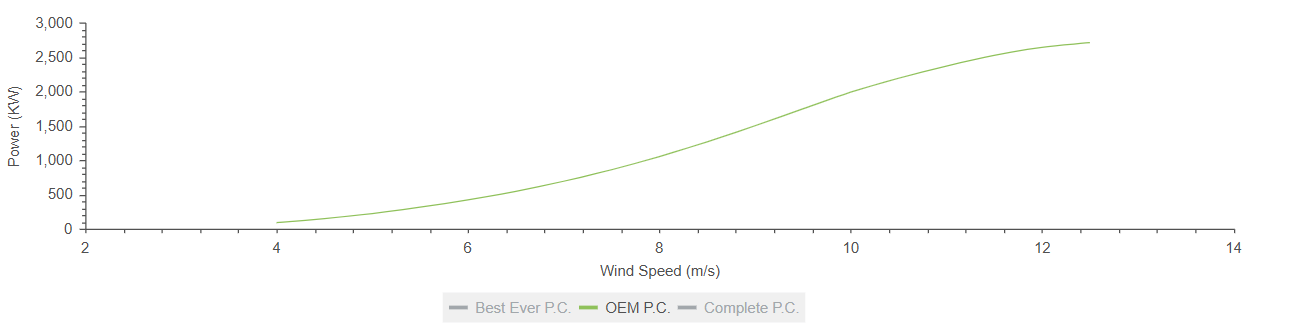 3,000
2,500
2,000
1,500
1,000
500
0
Power (KW)
2 4 6 8 10 12 14
Wind Speed (m/s)
Best Ever P.C. OEM P.C. Complete P.C.